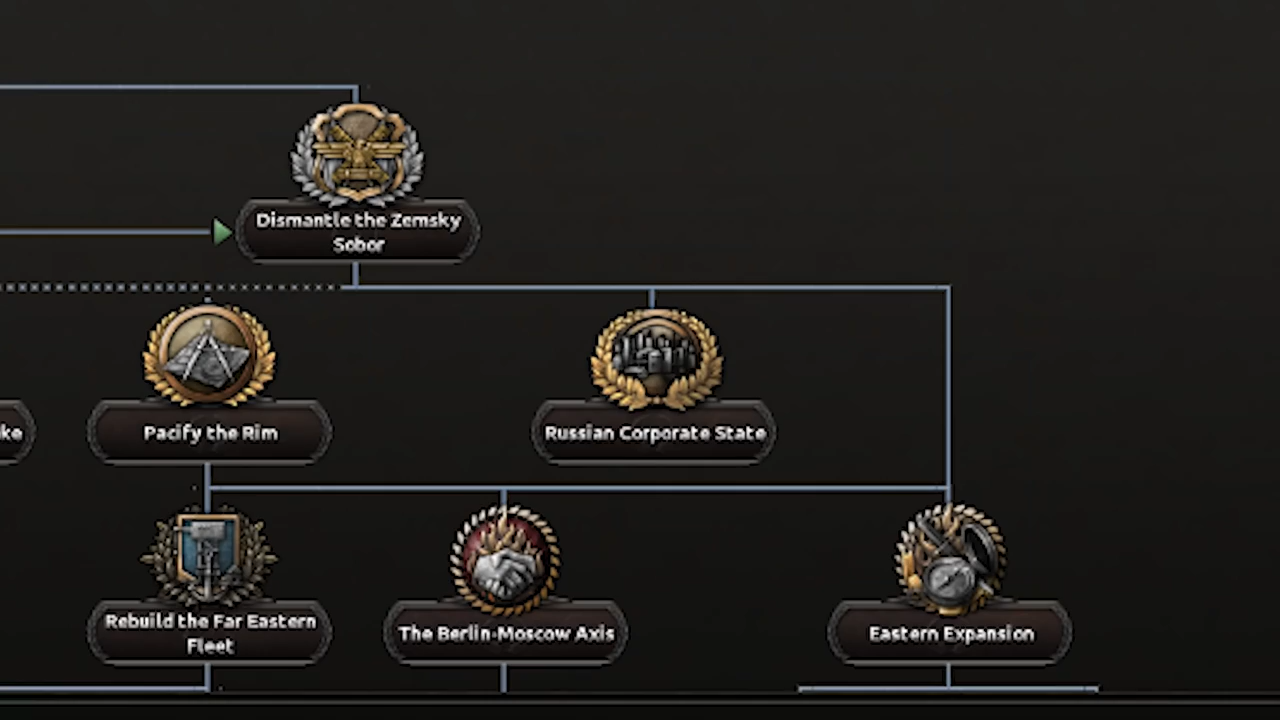 Dismantle the Zemsky
Sobor
ke
Pacify the Rim
Russian Corporate State
Rebuild the Far Eastern
Fleet
The Berlin-Moscow Axis
Eastern Expansion